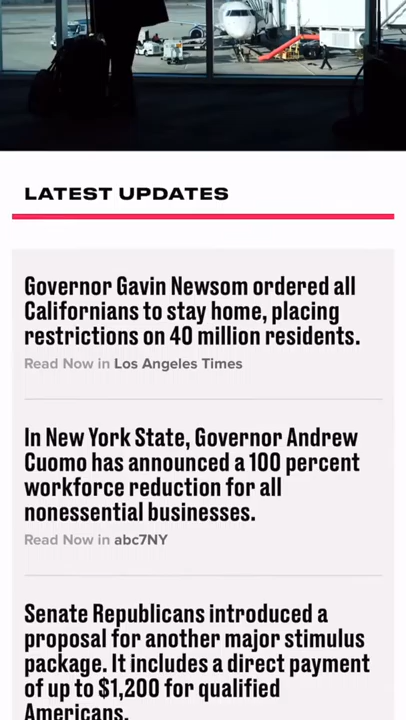 LATEST UPDATES
Governor Gavin Newsom ordered all
Californians to stay home, placing
restrictions on 40 million residents.
Read Now in Los Angeles Times
In New York State, Governor Andrew
Cuomo has announced a 100 percent
workforce reduction for all
nonessential businesses.
Read Now in abc7NY
Senate Republicans introduced a
proposal for another major stimulus
package. It includes a direct payment
of up to $1,200 for qualified
Americans.